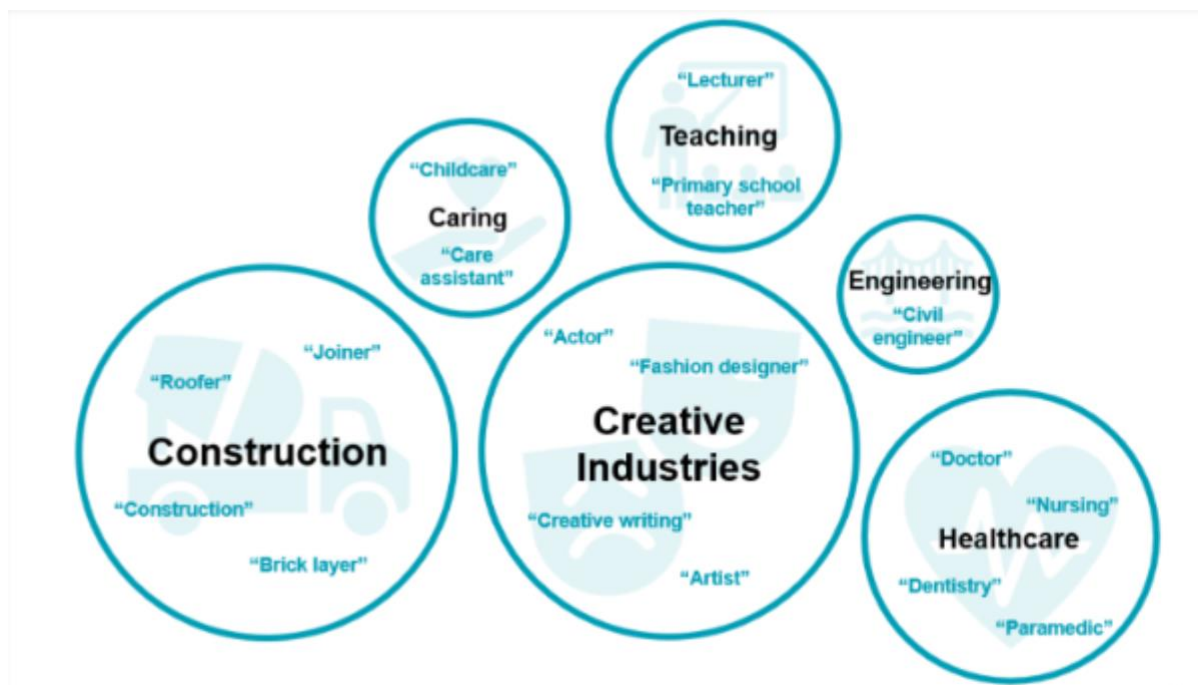 “Lecturer”
Teaching
“Primary school
teacher”
“Childcare”
Caring
“Care
assistant”
Engineering
“Civil
engineer”
“Joiner”
“Roofer”
Construction
“Construction”
“Brick layer”
“Actor”
“Fashion designer”
Creative
Industries
“Creative writing”
“Artist”
“Doctor”
“Nursing”
Healthcare
“Dentistry”
“Paramedic”